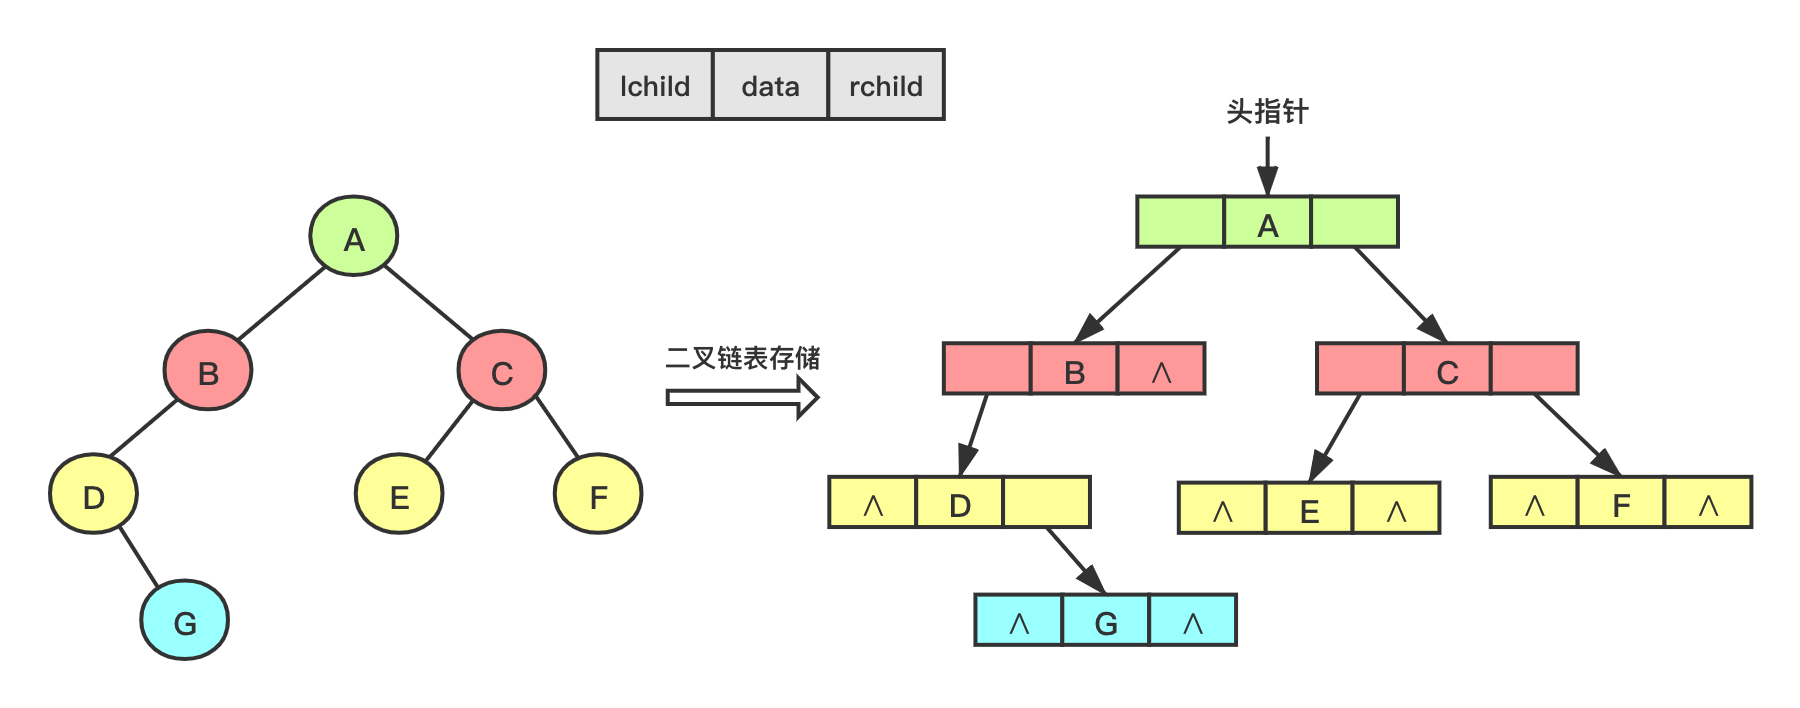 lchild data rchild
头指针
A
B C
D E F
G
二叉链表存储
A
B ∧
C
∧ D
∧ E ∧
∧ F ∧
∧ G ∧